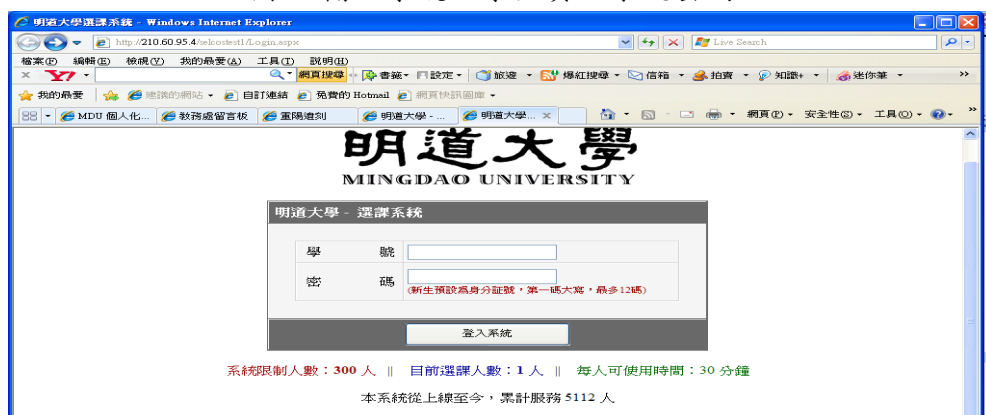 明道大學選課系統 - Windows Internet Explorer
http://210.60.95.4/selcostest1/Login.aspx
Live Search
檔案(F) 編輯(E) 檢視(V) 我的最愛(A) 工具(T) 說明(H)
網頁搜尋 書籤 設定 旅遊 爆紅搜尋 信箱 拍賣 知識+ 迷你筆
我的最愛 建議的網站 自訂連結 免費的 Hotmail 網頁快訊圖庫
MDU 個人化... 教務處留言板 重陽遶刻 明道大學 - ... 明道大學... 網頁(P) 安全性(S) 工具(O)
明道大學
MINGDAO UNIVERSITY
明道大學 - 選課系統
學 號
密 碼
(新生預設為身分証號，第一碼大寫，最多12碼)
登入系統
系統限制人數：300 人 || 目前選課人數：1 人 || 每人可使用時間：30 分鐘
本系統從上線至今，累計服務 5112 人